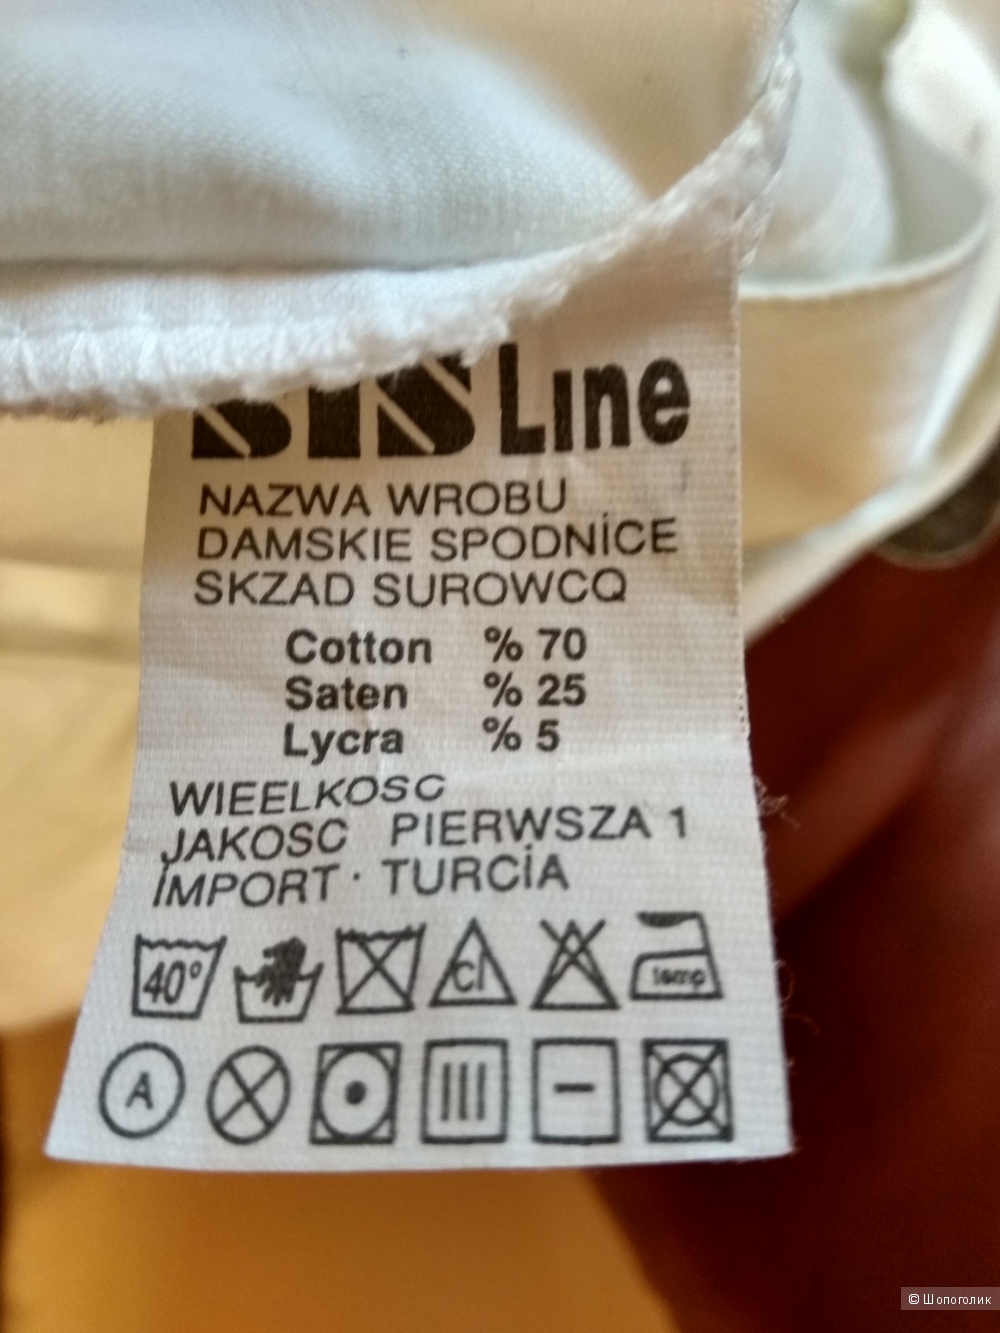 Line
NAZWA WROBU
DAMSKIE SPODNİCE
SKZAD SUROWCQ
Cotton % 70
Saten % 25
Lycra % 5
WIEELKOSC
JAKOSC PIERWSZA 1
İMPORT · TURCİA
40° cl temp
A
© Шопоголик